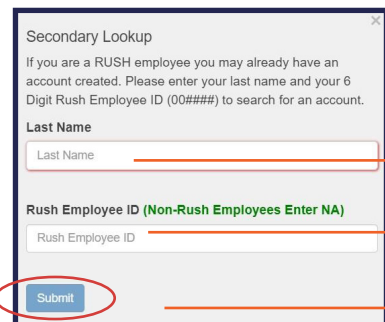 ×
Secondary Lookup
If you are a RUSH employee you may already have an
account created. Please enter your last name and your 6
Digit Rush Employee ID (00####) to search for an account.
Last Name
Last Name
Rush Employee ID (Non-Rush Employees Enter NA)
Rush Employee ID
Submit